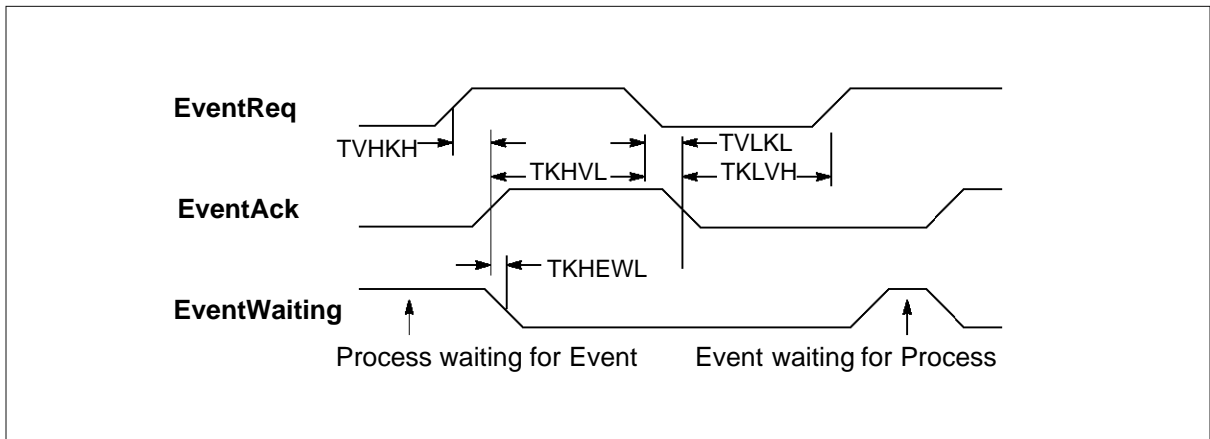 EventReq
TVHKH
TVLKL
TKHVL
TKLVH
EventAck
TKHEWL
EventWaiting
Process waiting for Event
Event waiting for Process